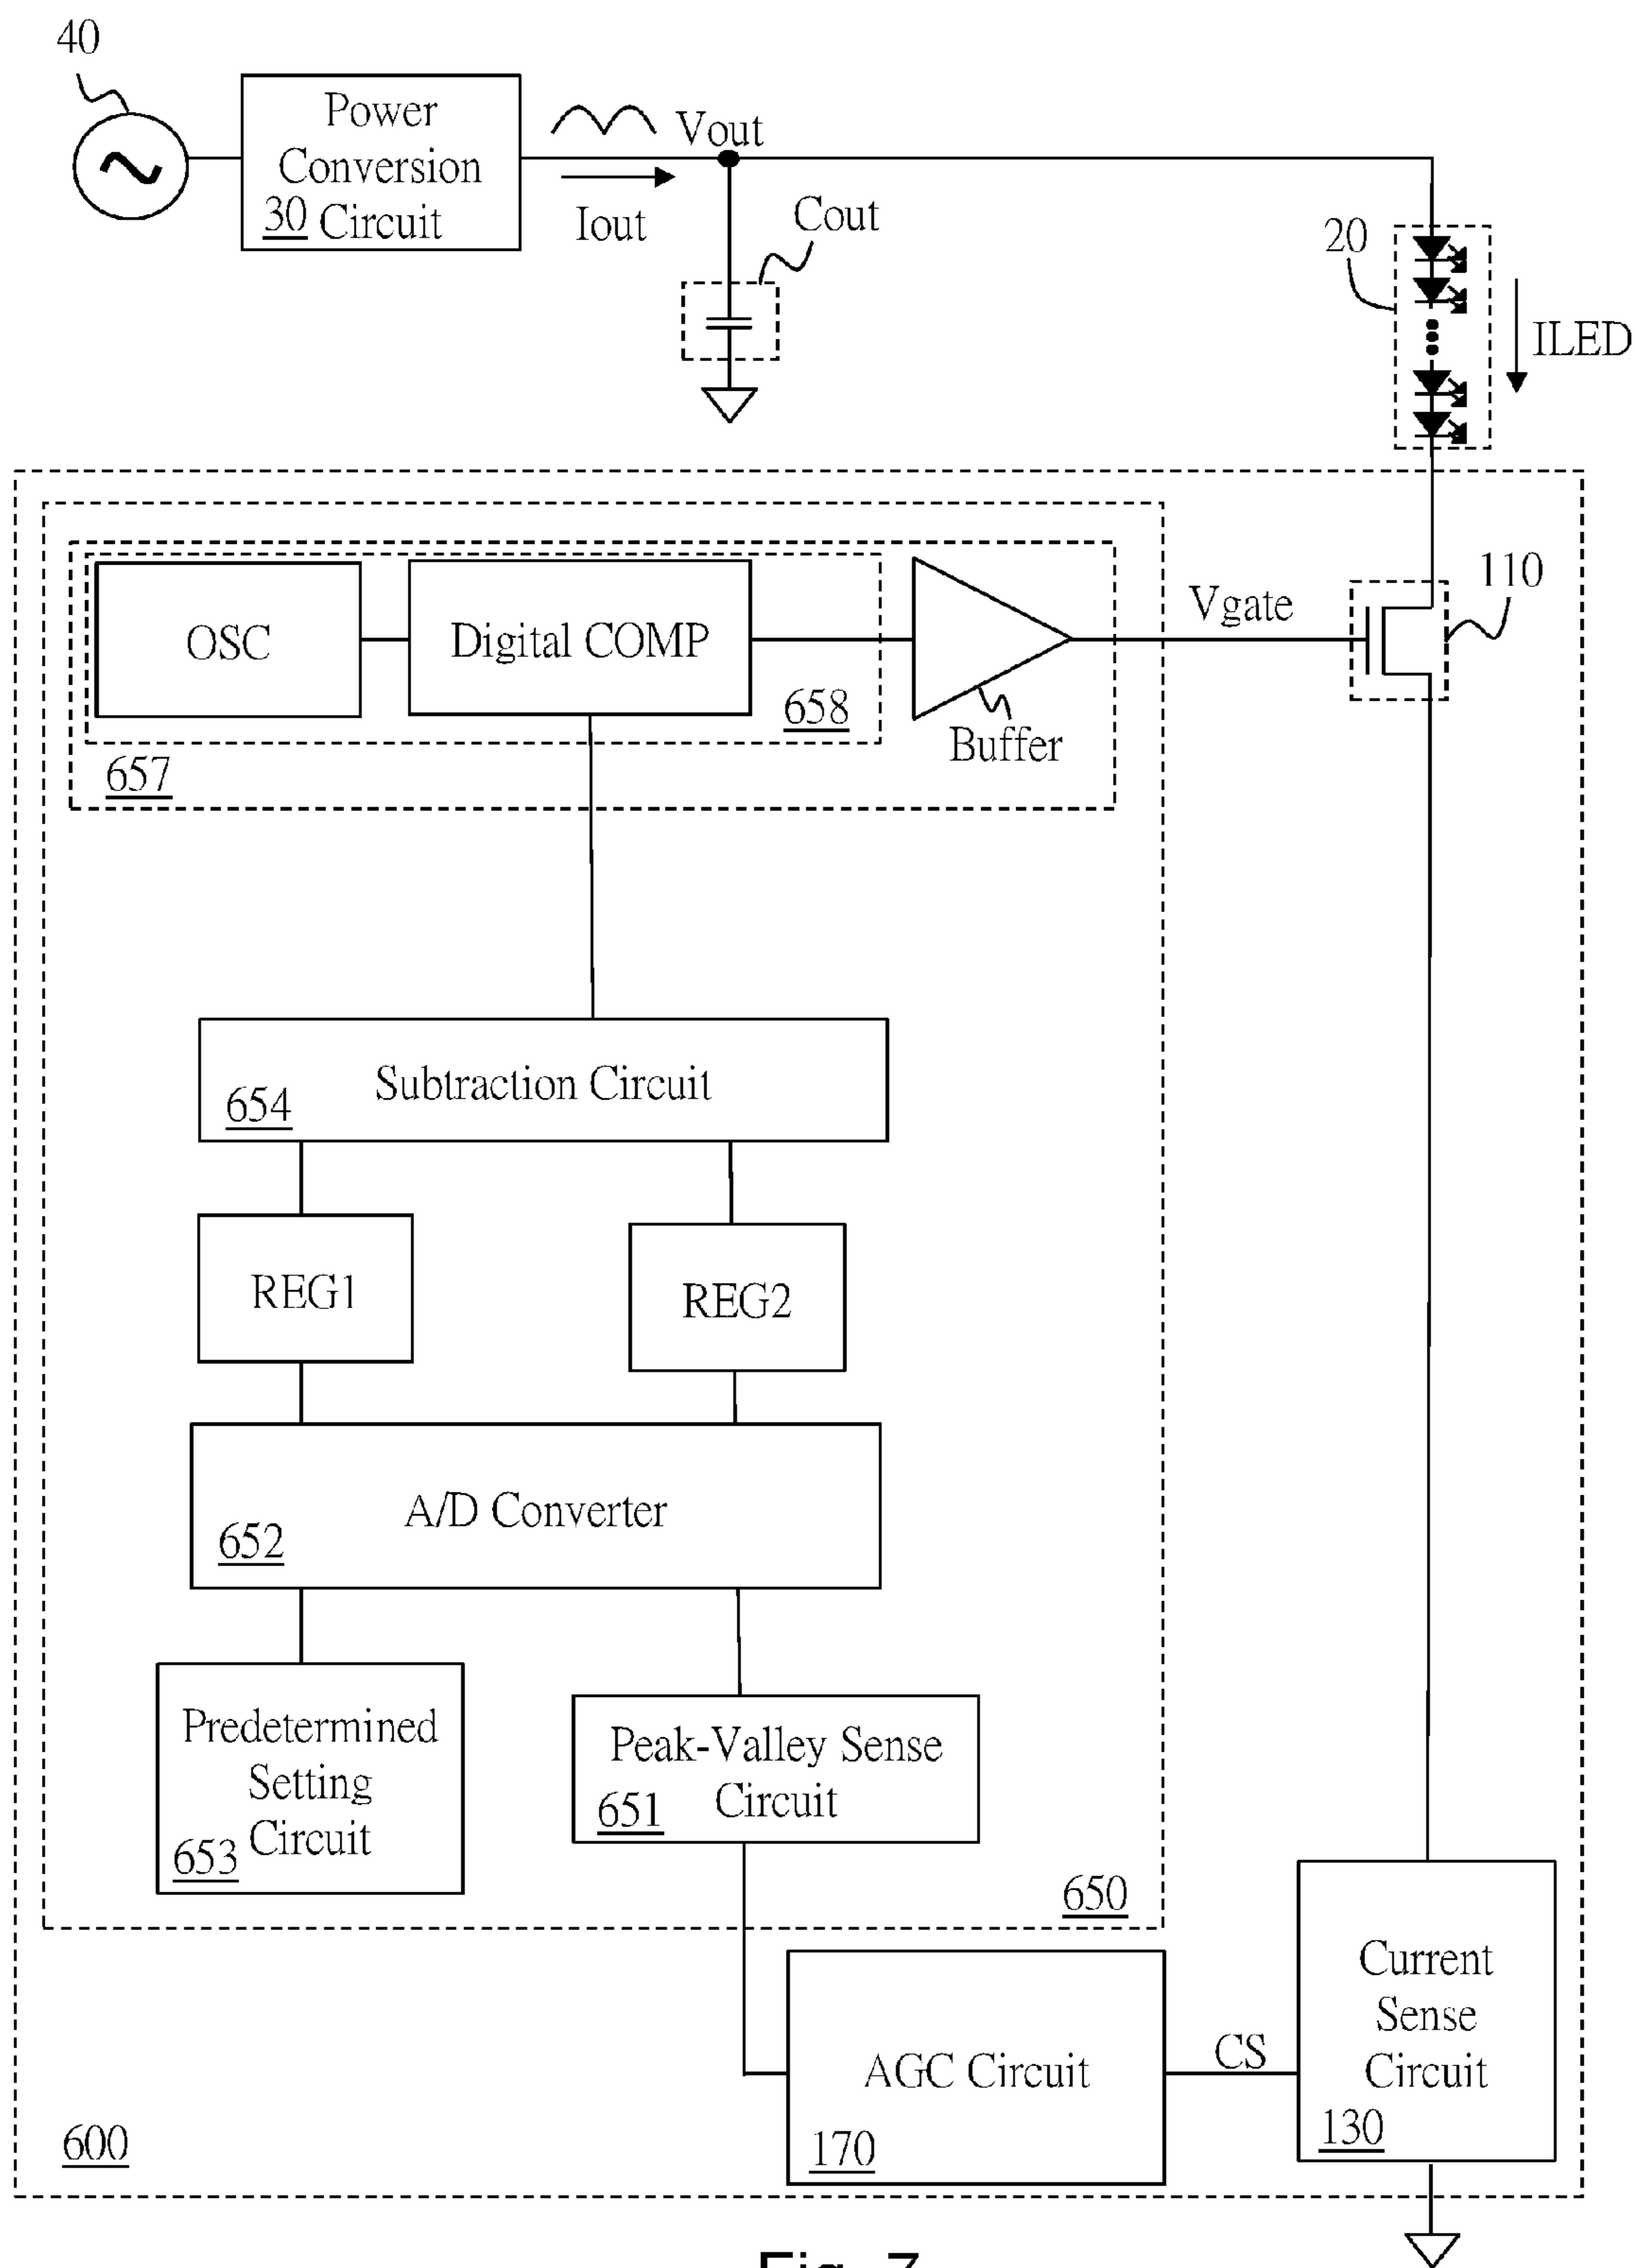 40
Power
Conversion
30 Circuit
Vout
Iout
Cout
20
ILED
OSC
Digital COMP
658
657
Buffer
Vgate
110
Subtraction Circuit
654
REG1
REG2
A/D Converter
652
Predetermined
Setting
Circuit
653
Peak-Valley Sense
Circuit
651
650
AGC Circuit
170
CS
Current
Sense
Circuit
130
600
Fig. 7